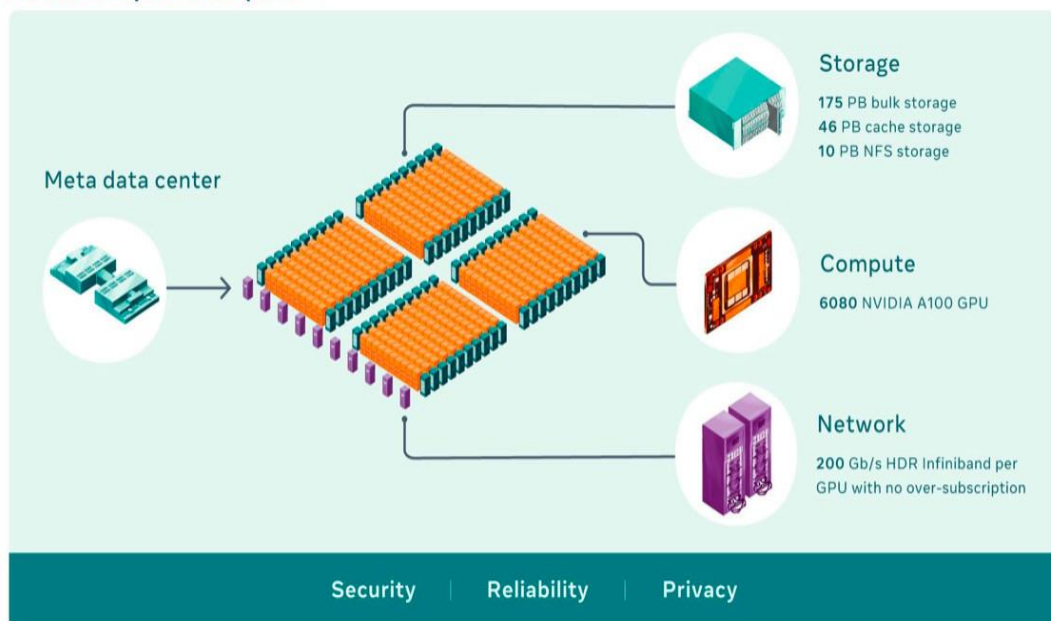 Meta data center
Storage
175 PB bulk storage
46 PB cache storage
10 PB NFS storage
Compute
6080 NVIDIA A100 GPU
Network
200 Gb/s HDR Infiniband per
GPU with no over-subscription
Security | Reliability | Privacy